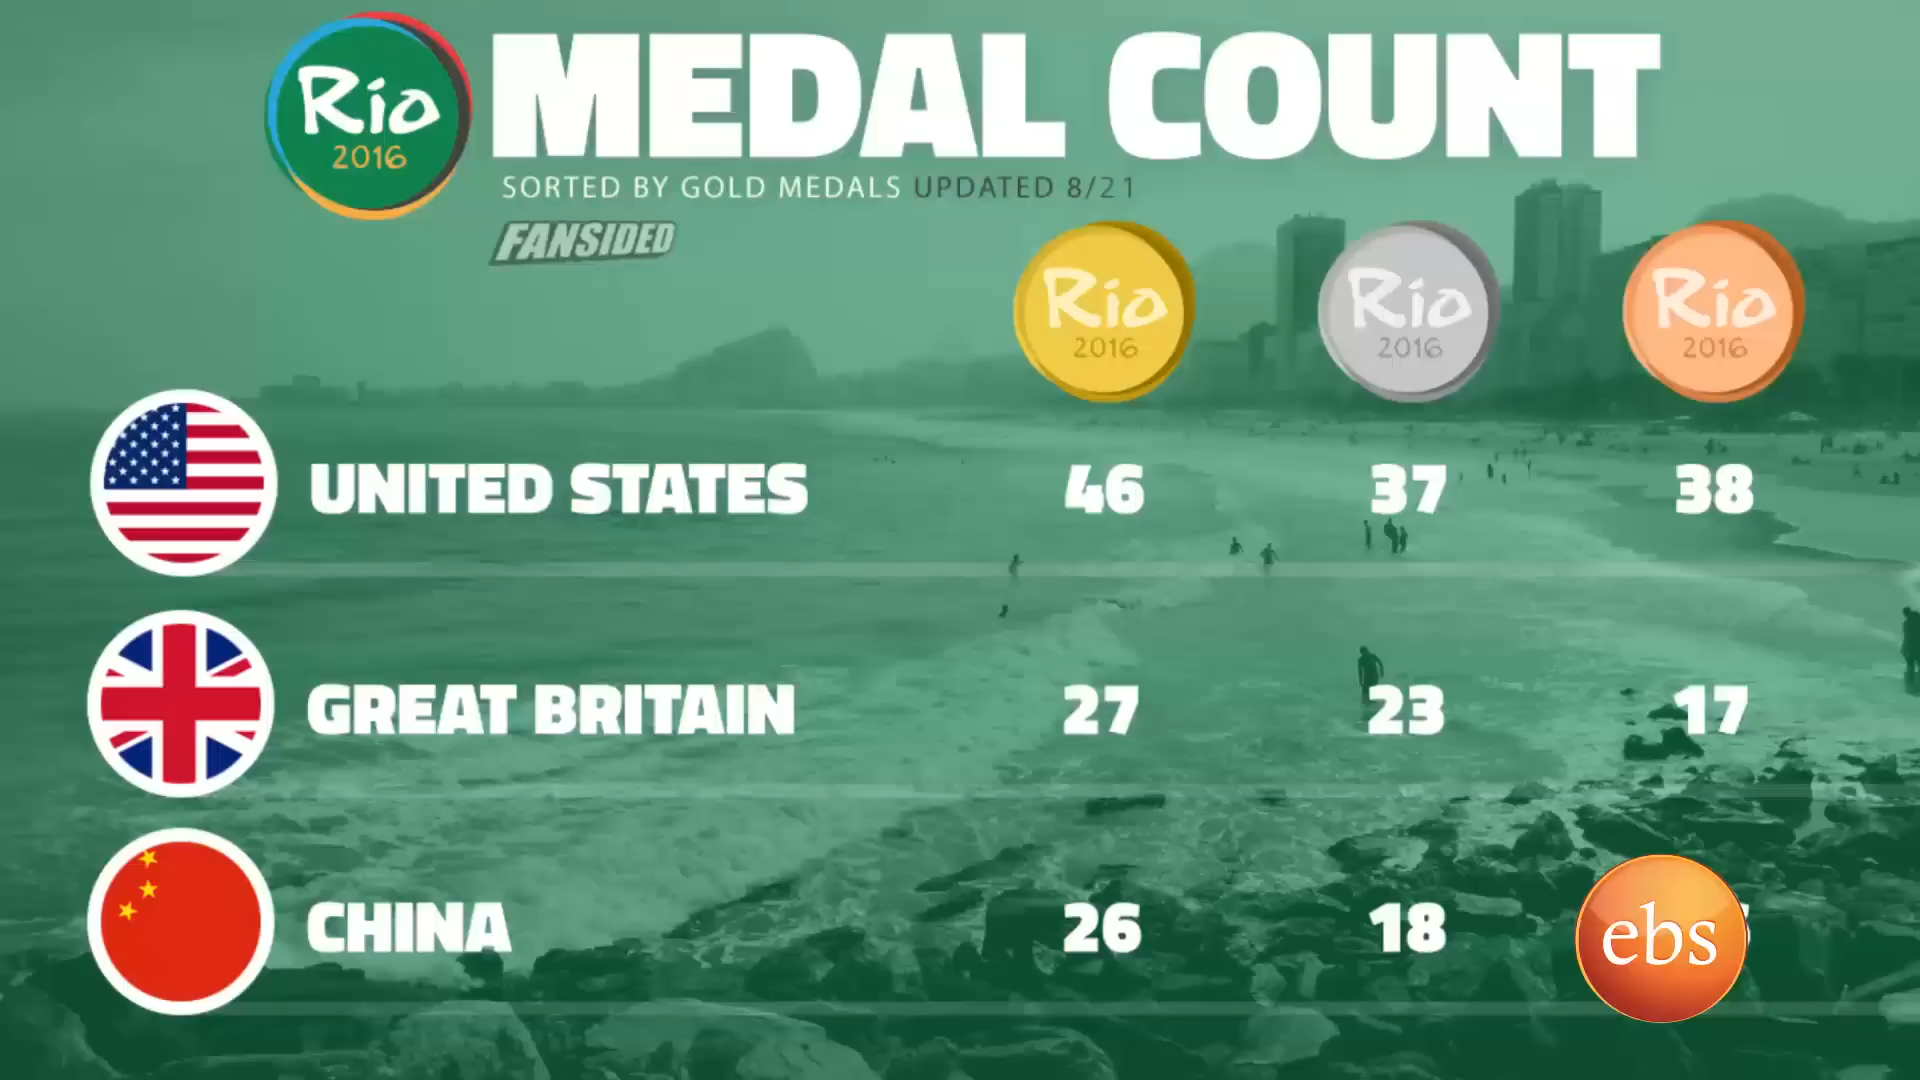 Rio
2016
MEDAL COUNT
SORTED BY GOLD MEDALS UPDATED 8/21
FANSIDED
Rio
2016
Rio
2016
Rio
2016
UNITED STATES 46 37 38
GREAT BRITAIN 27 23 17
CHINA 26 18
ebs